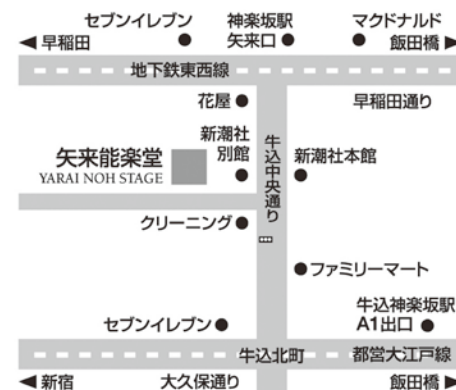 セブンイレブン
神楽坂駅
矢来口
マクドナルド
早稲田
飯田橋
地下鉄東西線
花屋
早稲田通り
新潮社
別館
矢来能楽堂
YARAI NOH STAGE
牛込中央通り
新潮社本館
クリーニング
ファミリーマート
牛込神楽坂駅
A1出口
セブンイレブン
牛込北町
都営大江戸線
新宿
大久保通り
飯田橋